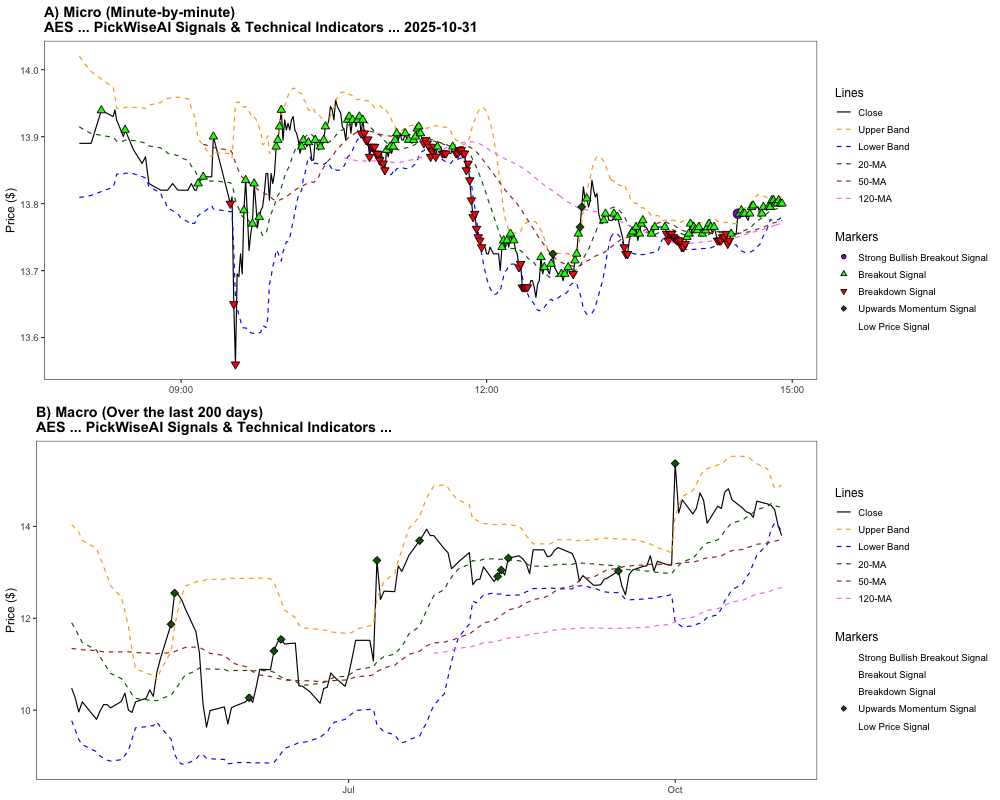 A) Micro (Minute-by-minute)
AES ... PickWiseAI Signals & Technical Indicators ... 2025-10-31
Price ($)
14.0
13.9
13.8
13.7
13.6
09:00
12:00
15:00
Lines
Close
Upper Band
Lower Band
20-MA
50-MA
120-MA
Markers
Strong Bullish Breakout Signal
Breakout Signal
Breakdown Signal
Upwards Momentum Signal
Low Price Signal
B) Macro (Over the last 200 days)
AES ... PickWiseAI Signals & Technical Indicators ...
Price ($)
14
12
10
Jul
Oct
Lines
Close
Upper Band
Lower Band
20-MA
50-MA
120-MA
Markers
Strong Bullish Breakout Signal
Breakout Signal
Breakdown Signal
Upwards Momentum Signal
Low Price Signal